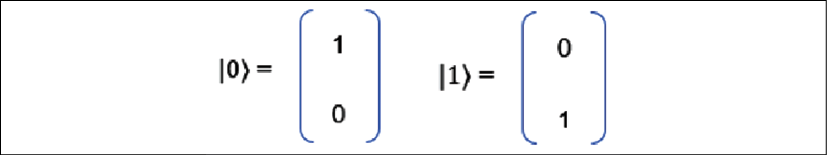 |0⟩ = ( 1 0 ) |1⟩ = ( 0 1 )